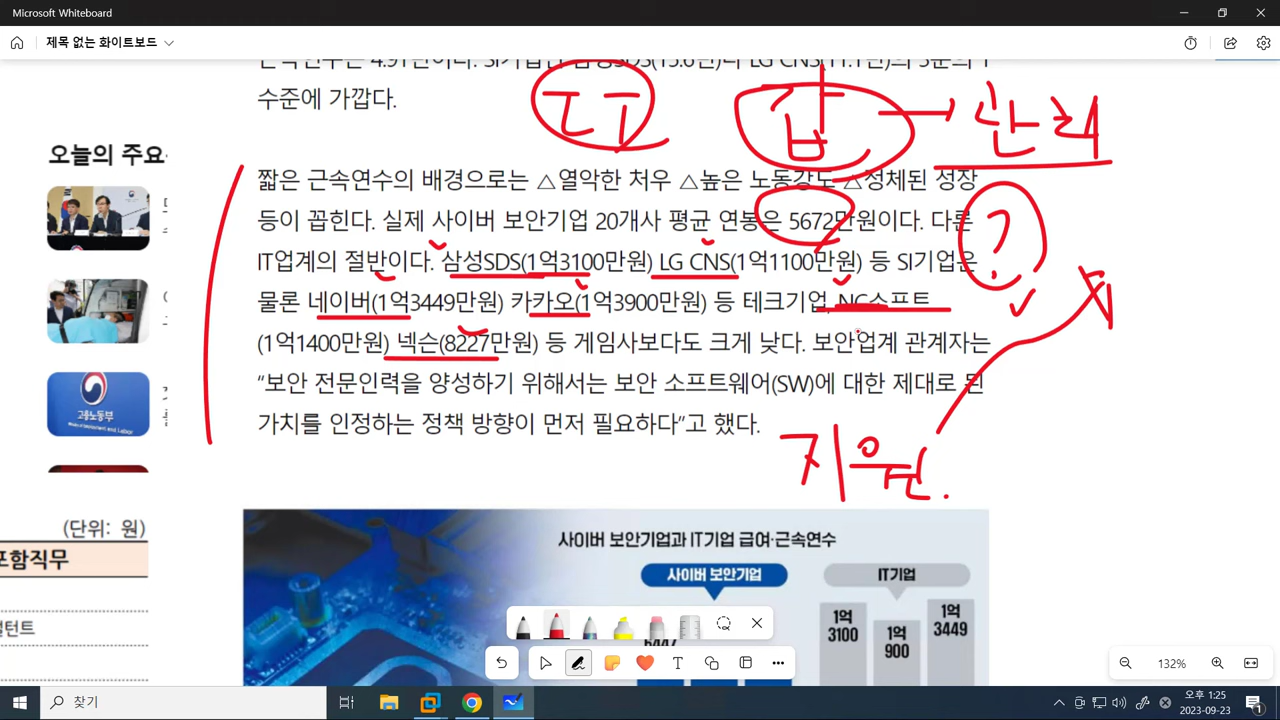 Microsoft Whiteboard
제목 없는 화이트보드
수준에 가깝다.
갑 → 관리
오늘의 주요
짧은 근속연수의 배경으로는 △열악한 처우 △높은 노동강도 △정체된 성장
등이 꼽힌다. 실제 사이버 보안기업 20개사 평균 연봉은 5672만원이다. 다른
IT업계의 절반이다. 삼성SDS(1억3100만원) LG CNS(1억1100만원) 등 SI기업은
?
물론 네이버(1억3449만원) 카카오(1억3900만원) 등 테크기업, NC소프트
(1억1400만원) 넥슨(8227만원) 등 게임사보다도 크게 낮다. 보안업계 관계자는
“보안 전문인력을 양성하기 위해서는 보안 소프트웨어(SW)에 대한 제대로 된
고용노동부
가치를 인정하는 정책 방향이 먼저 필요하다”고 했다.
지원.
(단위: 원)
포함직무
사이버 보안기업과 IT기업 급여·근속연수
사이버 보안기업
IT기업
1억
3100
1억
900
1억
3449
6447
컨설턴트
132%
찾기
오후 1:25
2023-09-23